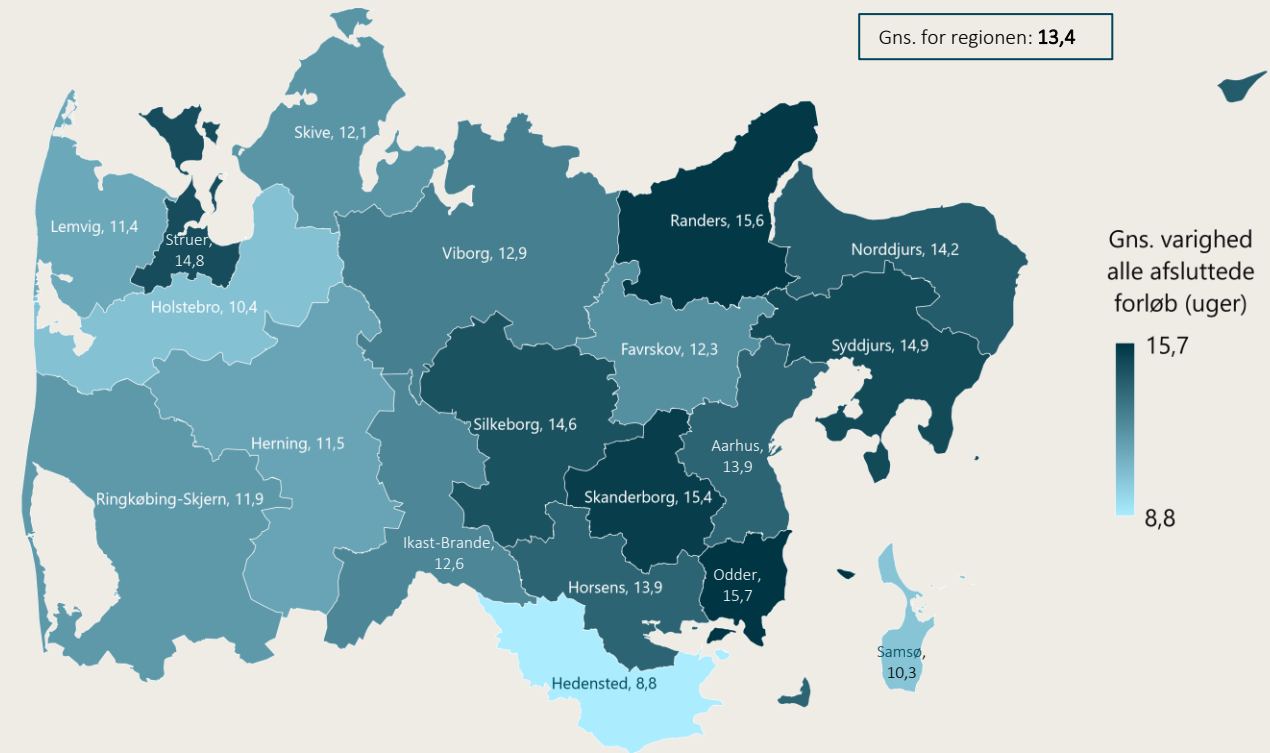 Gns. for regionen: 13,4
Skive, 12,1
Lemvig, 11,4
Struer,
14,8
Randers, 15,6
Viborg, 12,9
Norddjurs, 14,2
Gns. varighed
alle afsluttede
forløb (uger)
15,7
8,8
Holstebro, 10,4
Favrskov, 12,3
Syddjurs, 14,9
Silkeborg, 14,6
Herning, 11,5
Aarhus,
13,9
Ringkøbing-Skjern, 11,9
Skanderborg, 15,4
Ikast-Brande,
12,6
Horsens, 13,9
Odder,
15,7
Samsø,
10,3
Hedensted, 8,8